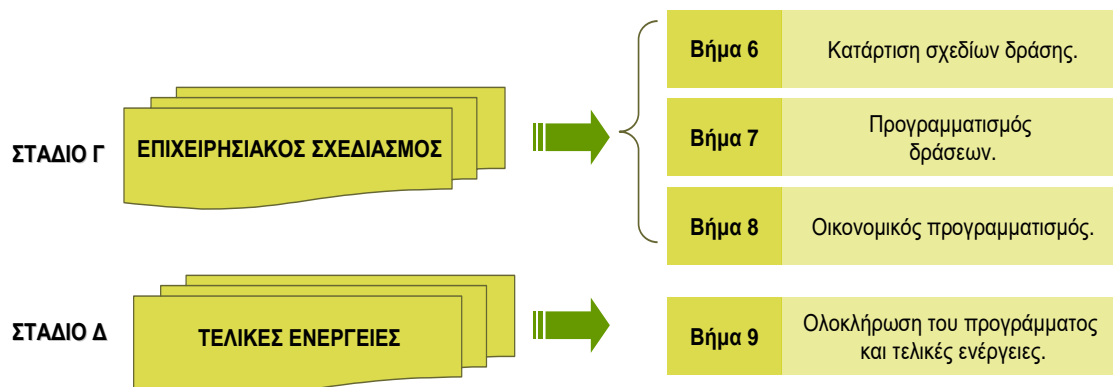 ΣΤΑΔΙΟ Γ
ΕΠΙΧΕΙΡΗΣΙΑΚΟΣ ΣΧΕΔΙΑΣΜΟΣ
Βήμα 6
Κατάρτιση σχεδίων δράσης.
Βήμα 7
Προγραμματισμός
δράσεων.
Βήμα 8
Οικονομικός προγραμματισμός.
ΣΤΑΔΙΟ Δ
ΤΕΛΙΚΕΣ ΕΝΕΡΓΕΙΕΣ
Βήμα 9
Ολοκλήρωση του προγράμματος
και τελικές ενέργειες.